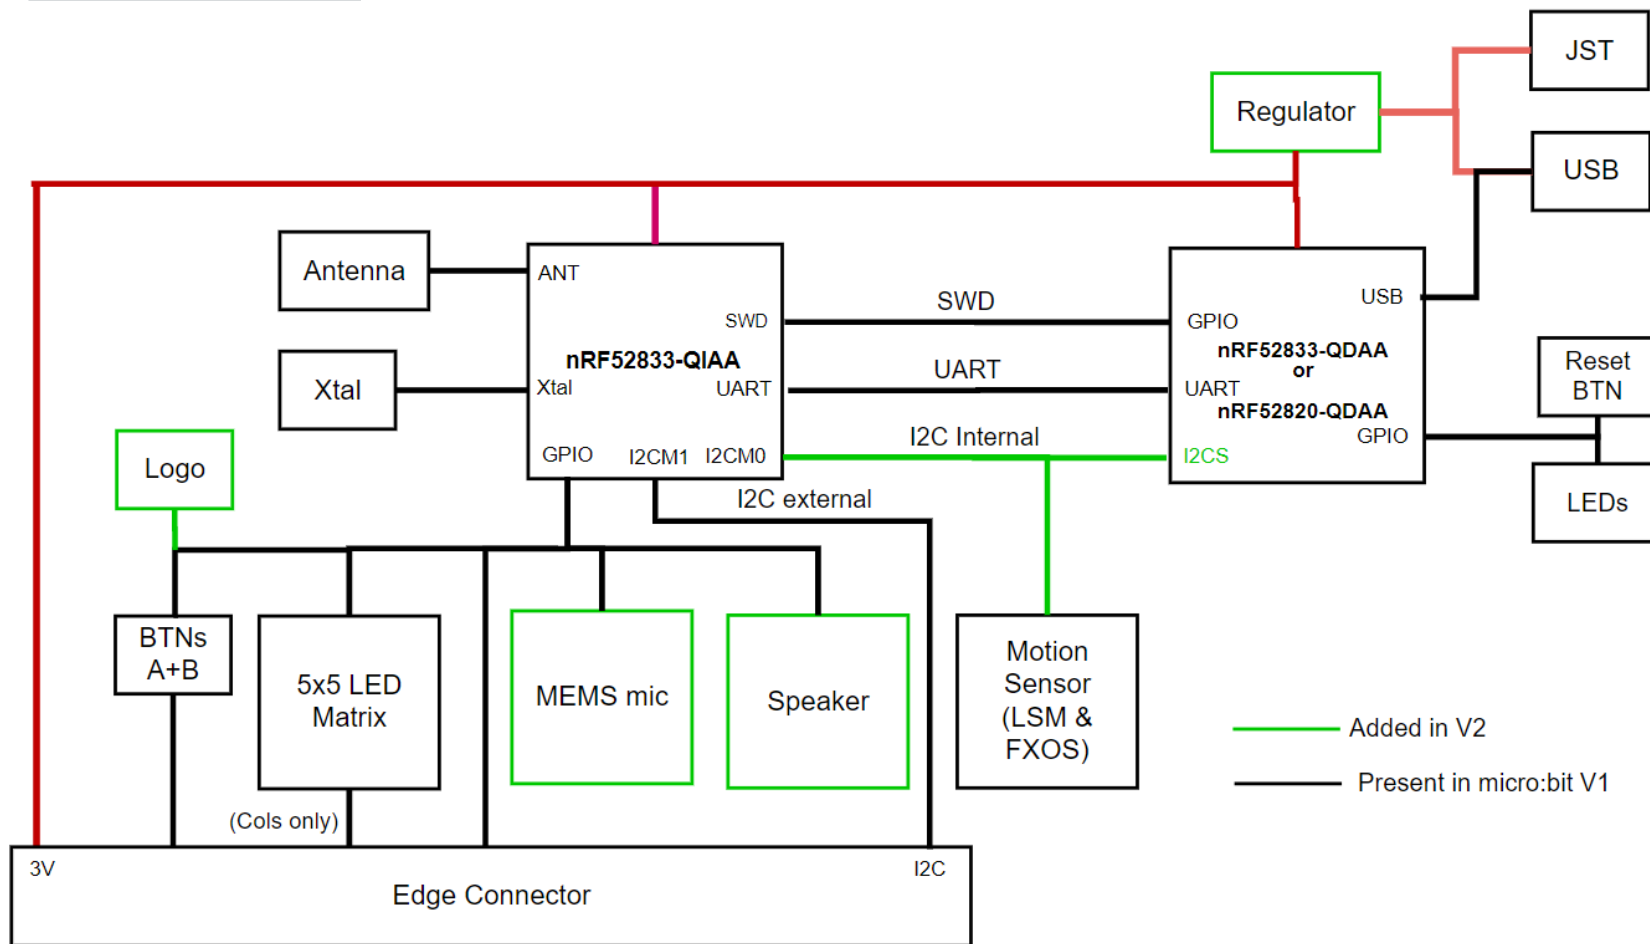 JST
Regulator
USB
Antenna
ANT
SWD
USB
SWD
GPIO
nRF52833-QIAA
nRF52833-QDAA
or
nRF52820-QDAA
Reset
BTN
Xtal
Xtal
UART
UART
UART
GPIO
Logo
GPIO
I2CM1
I2CM0
I2C Internal
I2CS
LEDs
I2C external
BTNs
A+B
5x5 LED
Matrix
MEMS mic
Speaker
Motion
Sensor
(LSM &
FXOS)
Added in V2
Present in micro:bit V1
(Cols only)
3V
I2C
Edge Connector